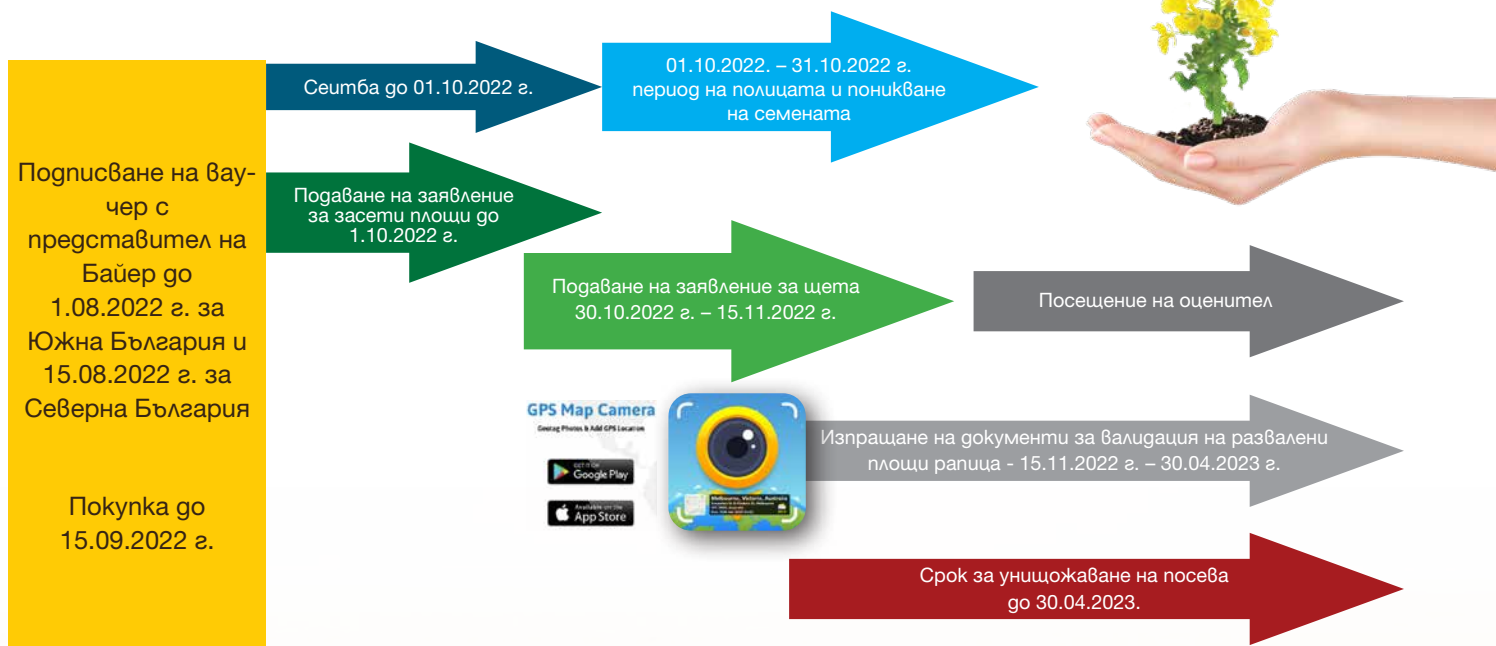 Подписване на вау-
чер с
представител на
Байер до
1.08.2022 г. за
Южна България и
15.08.2022 г. за
Северна България
Покупка до
15.09.2022 г.
Сеитба до 01.10.2022 г.
01.10.2022. – 31.10.2022 г.
период на полицата и поникване
на семената
Подаване на заявление
за засети площи до
1.10.2022 г.
Подаване на заявление за щета
30.10.2022 г. – 15.11.2022 г.
Посещение на оценител
GPS Map Camera
Geotag Photos & Add GPS Location
GET IT ON
Google Play
Available on the
App Store
Melbourne, Victoria, Australia
Изпращане на документи за валидация на развалени
площи рапица - 15.11.2022 г. – 30.04.2023 г.
Срок за унищожаване на посева
до 30.04.2023.